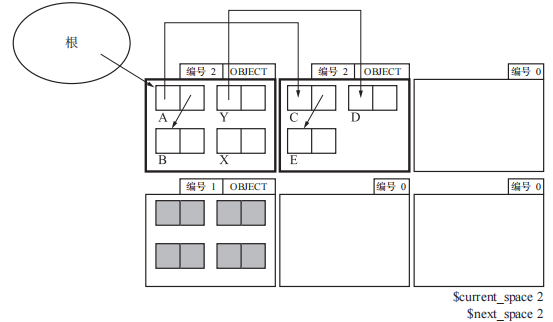 根
编号 2 OBJECT
编号 2 OBJECT
编号 0
A Y
B X
C D
E
编号 1 OBJECT
编号 0
编号 0
$current_space 2
$next_space 2